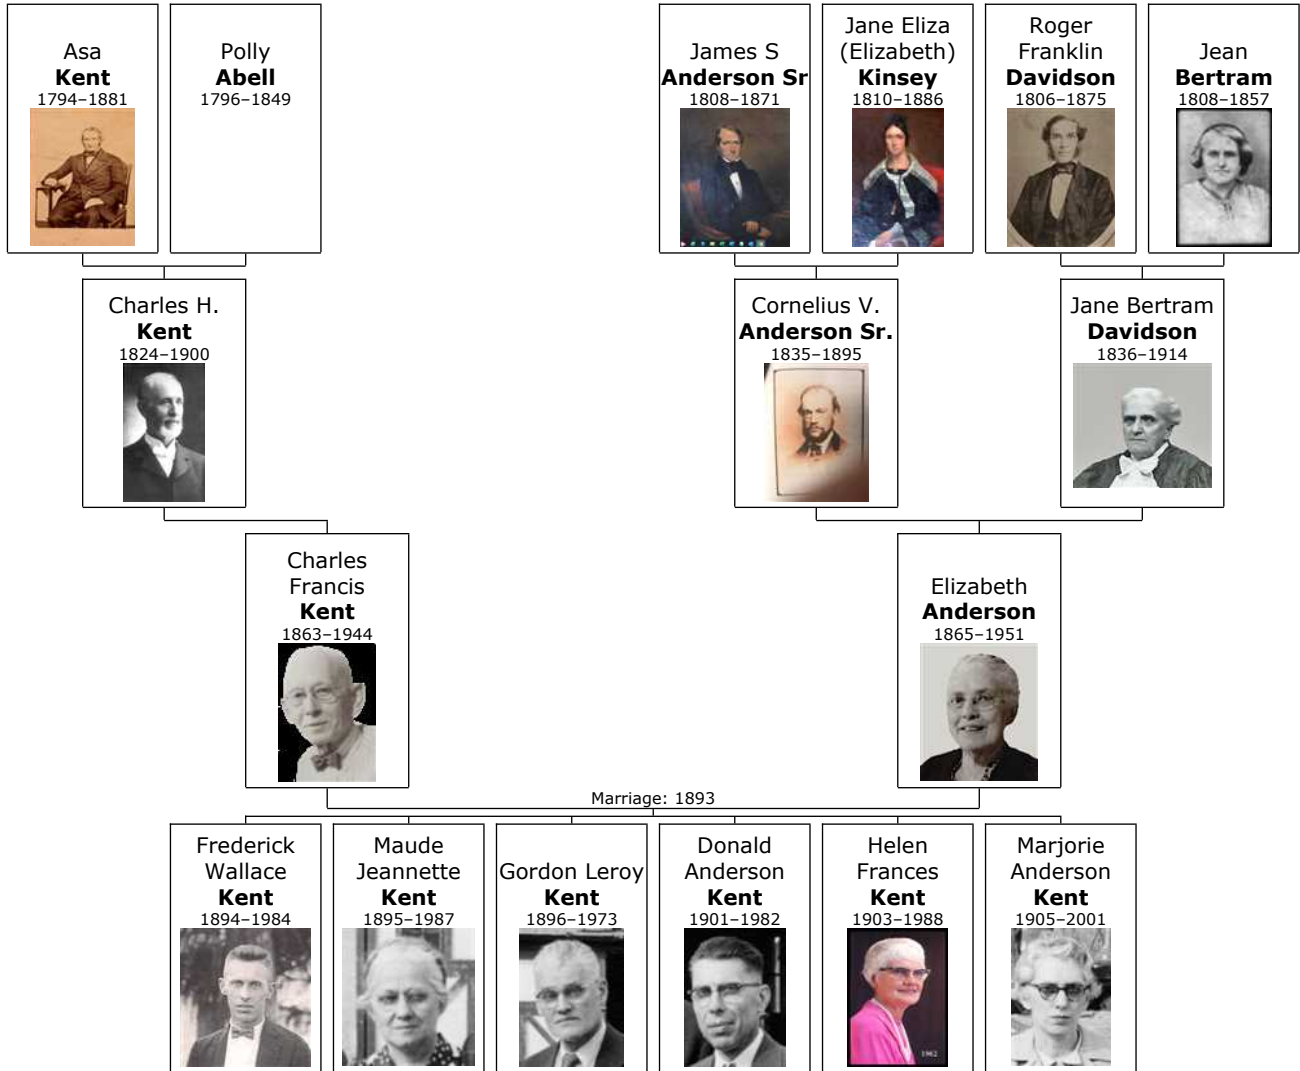 Asa
Kent
1794–1881
Polly
Abell
1796–1849
James S
Anderson Sr
1808–1871
Jane Eliza
(Elizabeth)
Kinsey
1810–1886
Roger
Franklin
Davidson
1806–1875
Jean
Bertram
1808–1857
Charles H.
Kent
1824–1900
Cornelius V.
Anderson Sr.
1835–1895
Jane Bertram
Davidson
1836–1914
Charles
Francis
Kent
1863–1944
Elizabeth
Anderson
1865–1951
Marriage: 1893
Frederick
Wallace
Kent
1894–1984
Maude
Jeannette
Kent
1895–1987
Gordon Leroy
Kent
1896–1973
Donald
Anderson
Kent
1901–1982
Helen
Frances
Kent
1903–1988
1962
Marjorie
Anderson
Kent
1905–2001